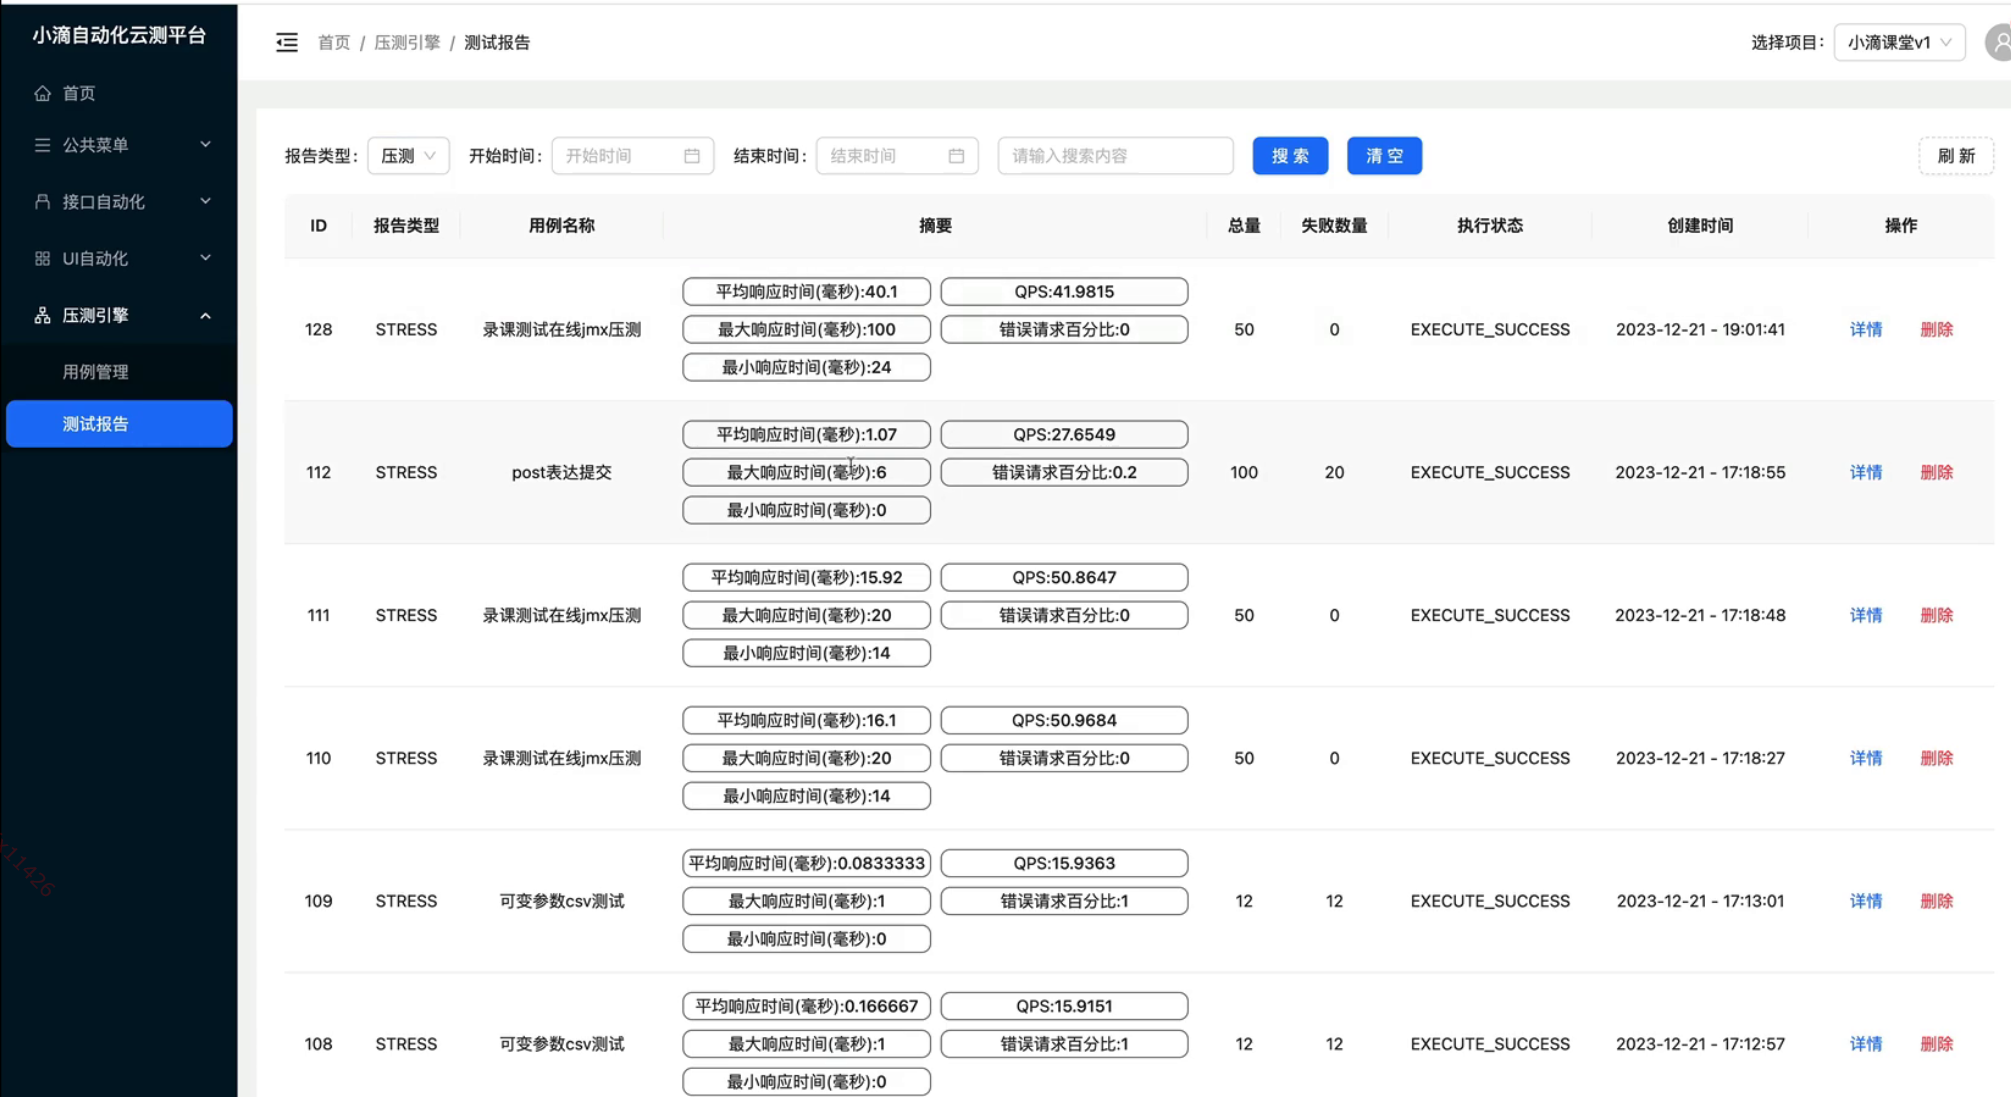 小滴自动化云测平台
首页 / 压测引擎 / 测试报告
选择项目： 小滴课堂v1
首页
公共菜单
接口自动化
UI自动化
压测引擎
用例管理
测试报告
报告类型： 压测 开始时间： 开始时间 结束时间： 结束时间 请输入搜索内容 搜 索 清 空 刷 新
ID 报告类型 用例名称 摘要 总量 失败数量 执行状态 创建时间 操作
平均响应时间(毫秒):40.1 QPS:41.9815
128 STRESS 录课测试在线jmx压测 最大响应时间(毫秒):100 错误请求百分比:0 50 0 EXECUTE_SUCCESS 2023-12-21 - 19:01:41 详情 删除
最小响应时间(毫秒):24
平均响应时间(毫秒):1.07 QPS:27.6549
112 STRESS post表达提交 最大响应时间(毫秒):6 错误请求百分比:0.2 100 20 EXECUTE_SUCCESS 2023-12-21 - 17:18:55 详情 删除
最小响应时间(毫秒):0
平均响应时间(毫秒):15.92 QPS:50.8647
111 STRESS 录课测试在线jmx压测 最大响应时间(毫秒):20 错误请求百分比:0 50 0 EXECUTE_SUCCESS 2023-12-21 - 17:18:48 详情 删除
最小响应时间(毫秒):14
平均响应时间(毫秒):16.1 QPS:50.9684
110 STRESS 录课测试在线jmx压测 最大响应时间(毫秒):20 错误请求百分比:0 50 0 EXECUTE_SUCCESS 2023-12-21 - 17:18:27 详情 删除
最小响应时间(毫秒):14
平均响应时间(毫秒):0.0833333 QPS:15.9363
109 STRESS 可变参数csv测试 最大响应时间(毫秒):1 错误请求百分比:1 12 12 EXECUTE_SUCCESS 2023-12-21 - 17:13:01 详情 删除
最小响应时间(毫秒):0
平均响应时间(毫秒):0.166667 QPS:15.9151
108 STRESS 可变参数csv测试 最大响应时间(毫秒):1 错误请求百分比:1 12 12 EXECUTE_SUCCESS 2023-12-21 - 17:12:57 详情 删除
最小响应时间(毫秒):0